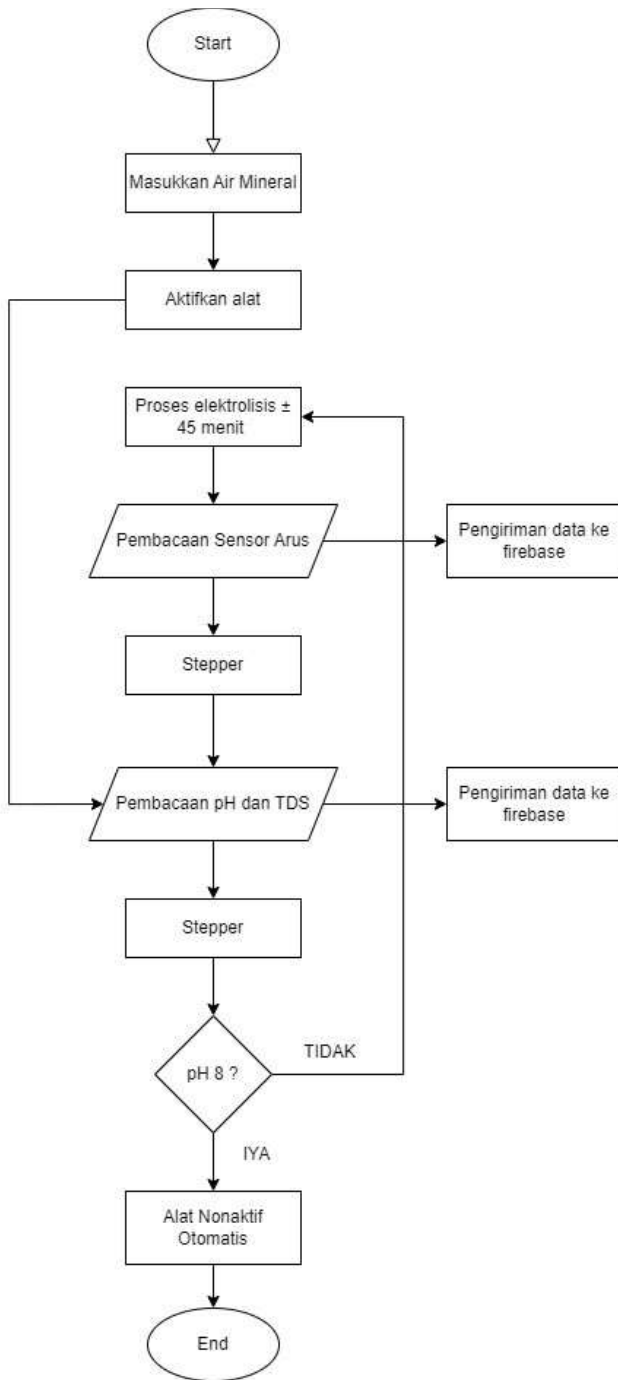 Start
Masukkan Air Mineral
Aktifkan alat
Proses elektrolisis ±
45 menit
Pembacaan Sensor Arus
Pengiriman data ke
firebase
Stepper
Pembacaan pH dan TDS
Pengiriman data ke
firebase
Stepper
pH 8 ?
TIDAK
IYA
Alat Nonaktif
Otomatis
End